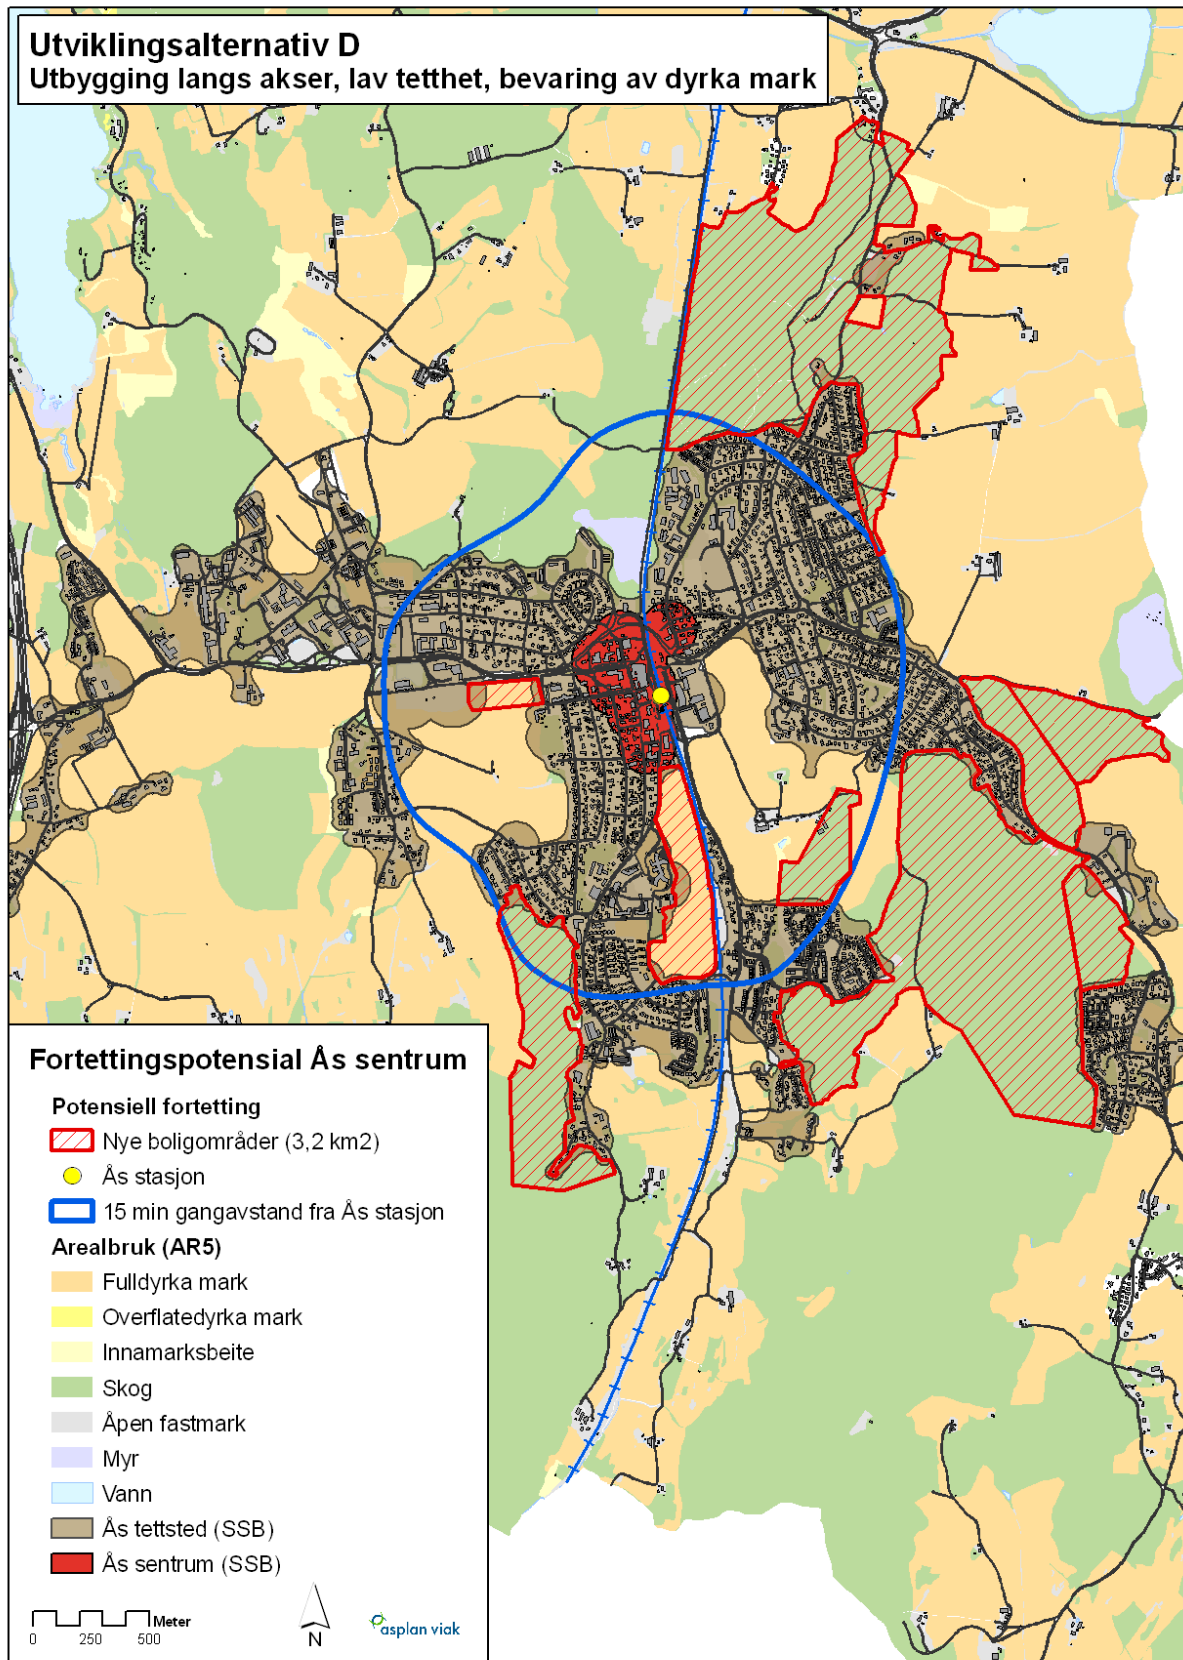 Utviklingsalternativ D
Utbygging langs akser, lav tetthet, bevaring av dyrka mark
Fortettingspotensial Ås sentrum
Potensiell fortetting
Nye boligområder (3,2 km2)
Ås stasjon
15 min gangavstand fra Ås stasjon
Arealbruk (AR5)
Fulldyrka mark
Overflatedyrka mark
Innamarksbeite
Skog
Åpen fastmark
Myr
Vann
Ås tettsted (SSB)
Ås sentrum (SSB)
Meter
0 250 500
N
asplan viak